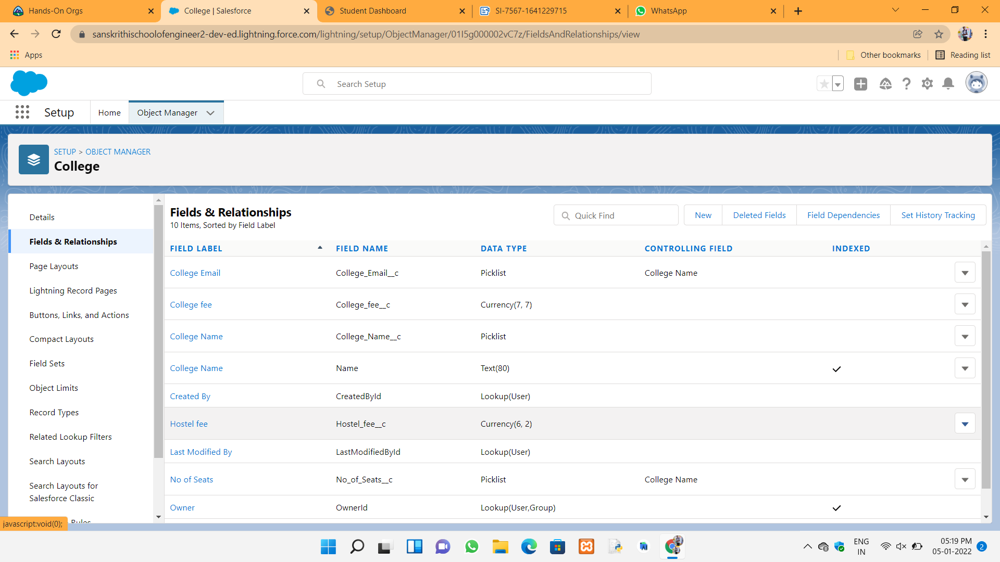 Hands-On Orgs
College | Salesforce
Student Dashboard
SI-7567-1641229715
WhatsApp
sanskrithischoolofengineer2-dev-ed.lightning.force.com/lightning/setup/ObjectManager/01I5g000002vC7z/FieldsAndRelationships/view
Apps
Other bookmarks
Reading list
Search Setup
Setup
Home
Object Manager
SETUP > OBJECT MANAGER
College
Details
Fields & Relationships
Page Layouts
Lightning Record Pages
Buttons, Links, and Actions
Compact Layouts
Field Sets
Object Limits
Record Types
Related Lookup Filters
Search Layouts
Search Layouts for
Salesforce Classic
Rules
Fields & Relationships
10 Items, Sorted by Field Label
Quick Find
New
Deleted Fields
Field Dependencies
Set History Tracking
FIELD LABEL FIELD NAME DATA TYPE CONTROLLING FIELD INDEXED
College Email College_Email__c Picklist College Name
College fee College_fee__c Currency(7, 7)
College Name College_Name__c Picklist
College Name Name Text(80)
Created By CreatedById Lookup(User)
Hostel fee Hostel_fee__c Currency(6, 2)
Last Modified By LastModifiedById Lookup(User)
No of Seats No_of_Seats__c Picklist College Name
Owner OwnerId Lookup(User,Group)
javascript:void(0);
ENG
IN
05:19 PM
05-01-2022
2